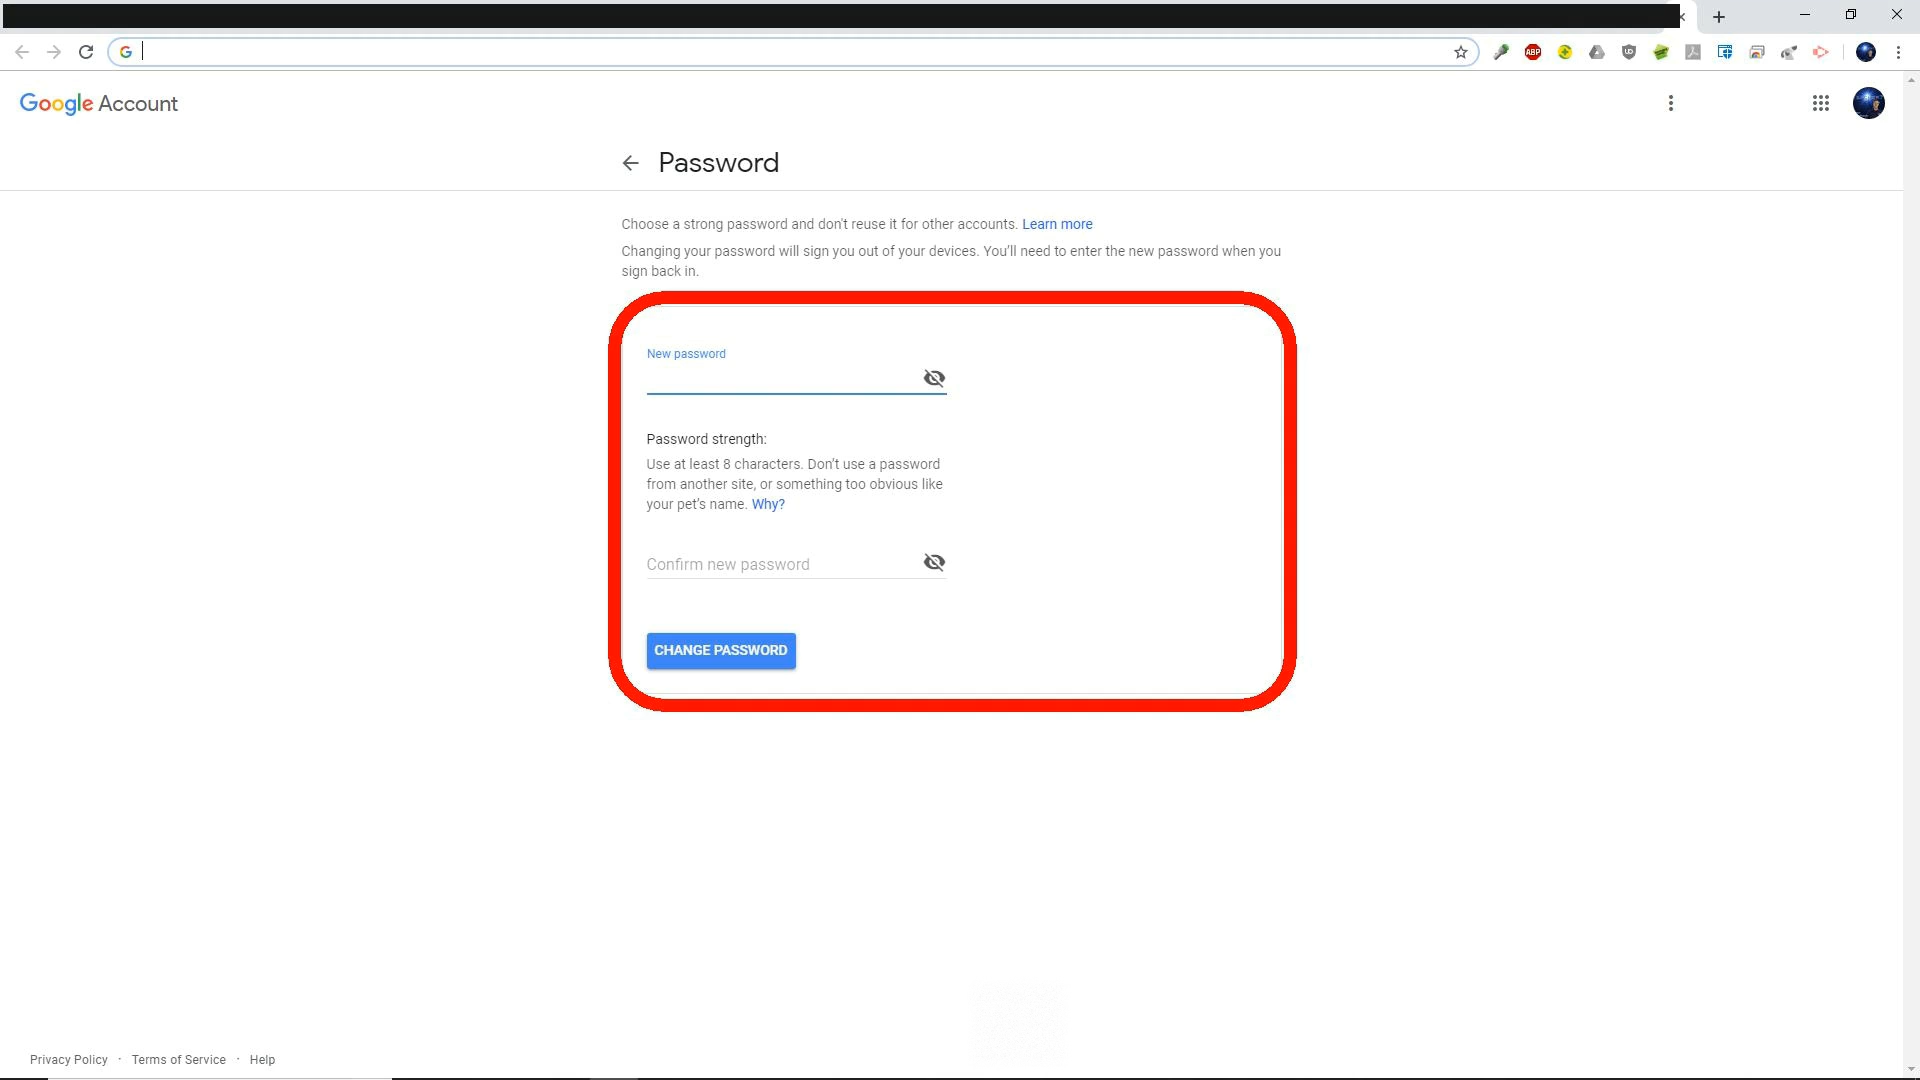 Google Account
Password
Choose a strong password and don't reuse it for other accounts. Learn more
Changing your password will sign you out of your devices. You'll need to enter the new password when you
sign back in.
New password
Password strength:
Use at least 8 characters. Don't use a password
from another site, or something too obvious like
your pet's name. Why?
Confirm new password
CHANGE PASSWORD
Privacy Policy · Terms of Service · Help